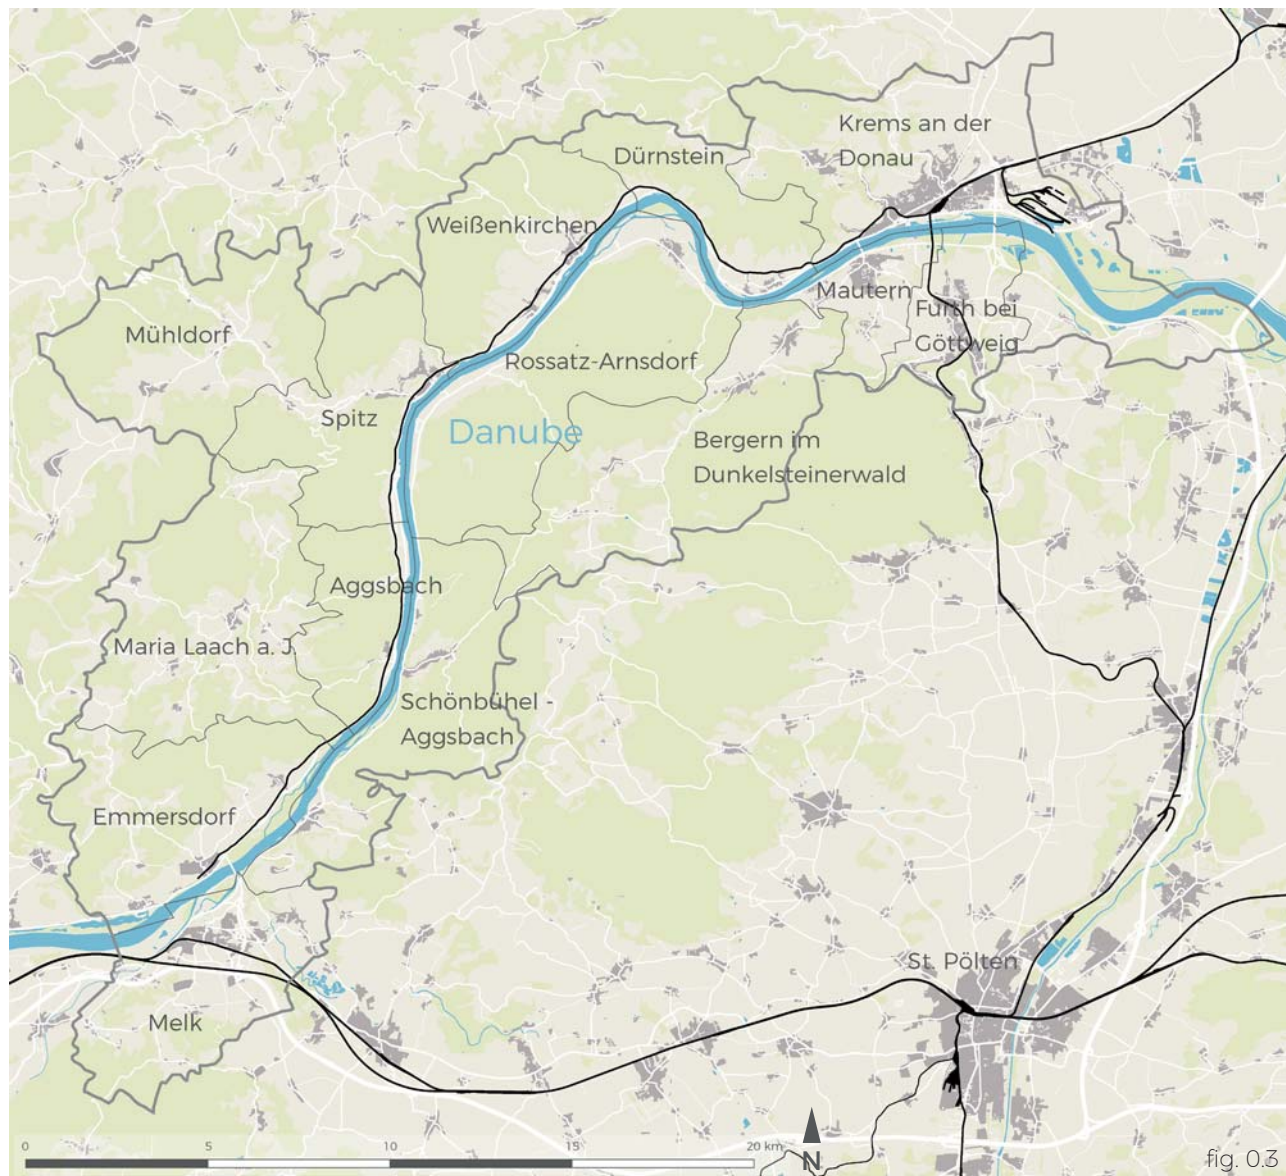 Krems an der
Donau
Dürnstein
Weißenkirchen
Mautern
Furth bei
Göttweig
Mühldorf
Rossatz-Arnsdorf
Spitz
Danube
Bergern im
Dunkelsteinerwald
Aggsbach
Maria Laach a. J.
Schönbühel -
Aggsbach
Emmersdorf
St. Pölten
Melk
0 5 10 15 20 km
N
fig. 0.3